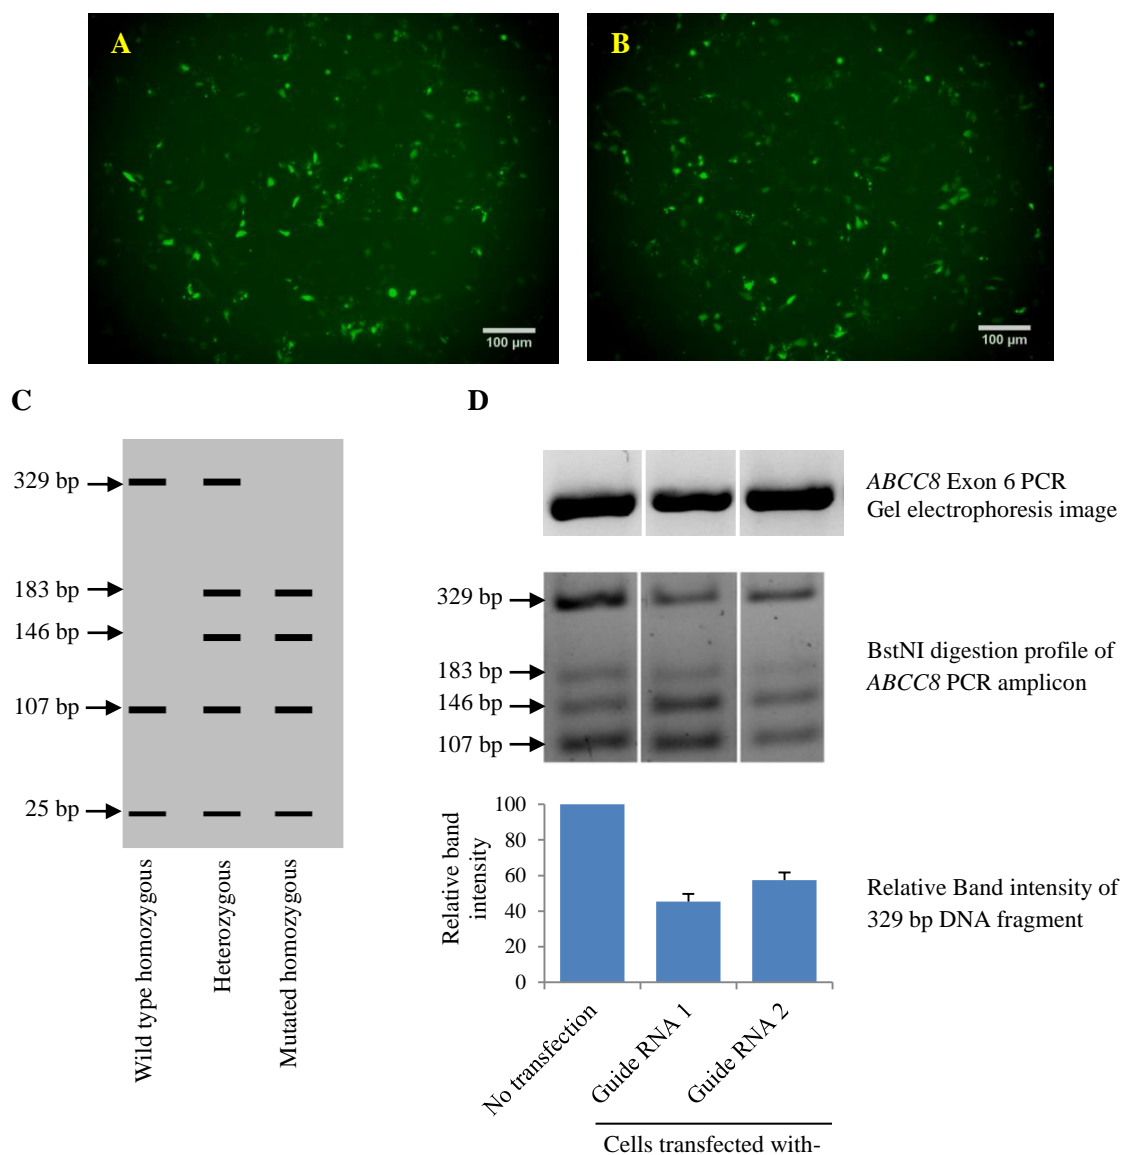 A
B
100 µm
100 µm
C
D
329 bp
183 bp
146 bp
107 bp
25 bp
Wild type homozygous
Heterozygous
Mutated homozygous
ABCC8 Exon 6 PCR
Gel electrophoresis image
329 bp
183 bp
146 bp
107 bp
BstNI digestion profile of
ABCC8 PCR amplicon
Relative band
intensity
100
80
60
40
20
0
Relative Band intensity of
329 bp DNA fragment
No transfection
Guide RNA 1
Guide RNA 2
Cells transfected with-